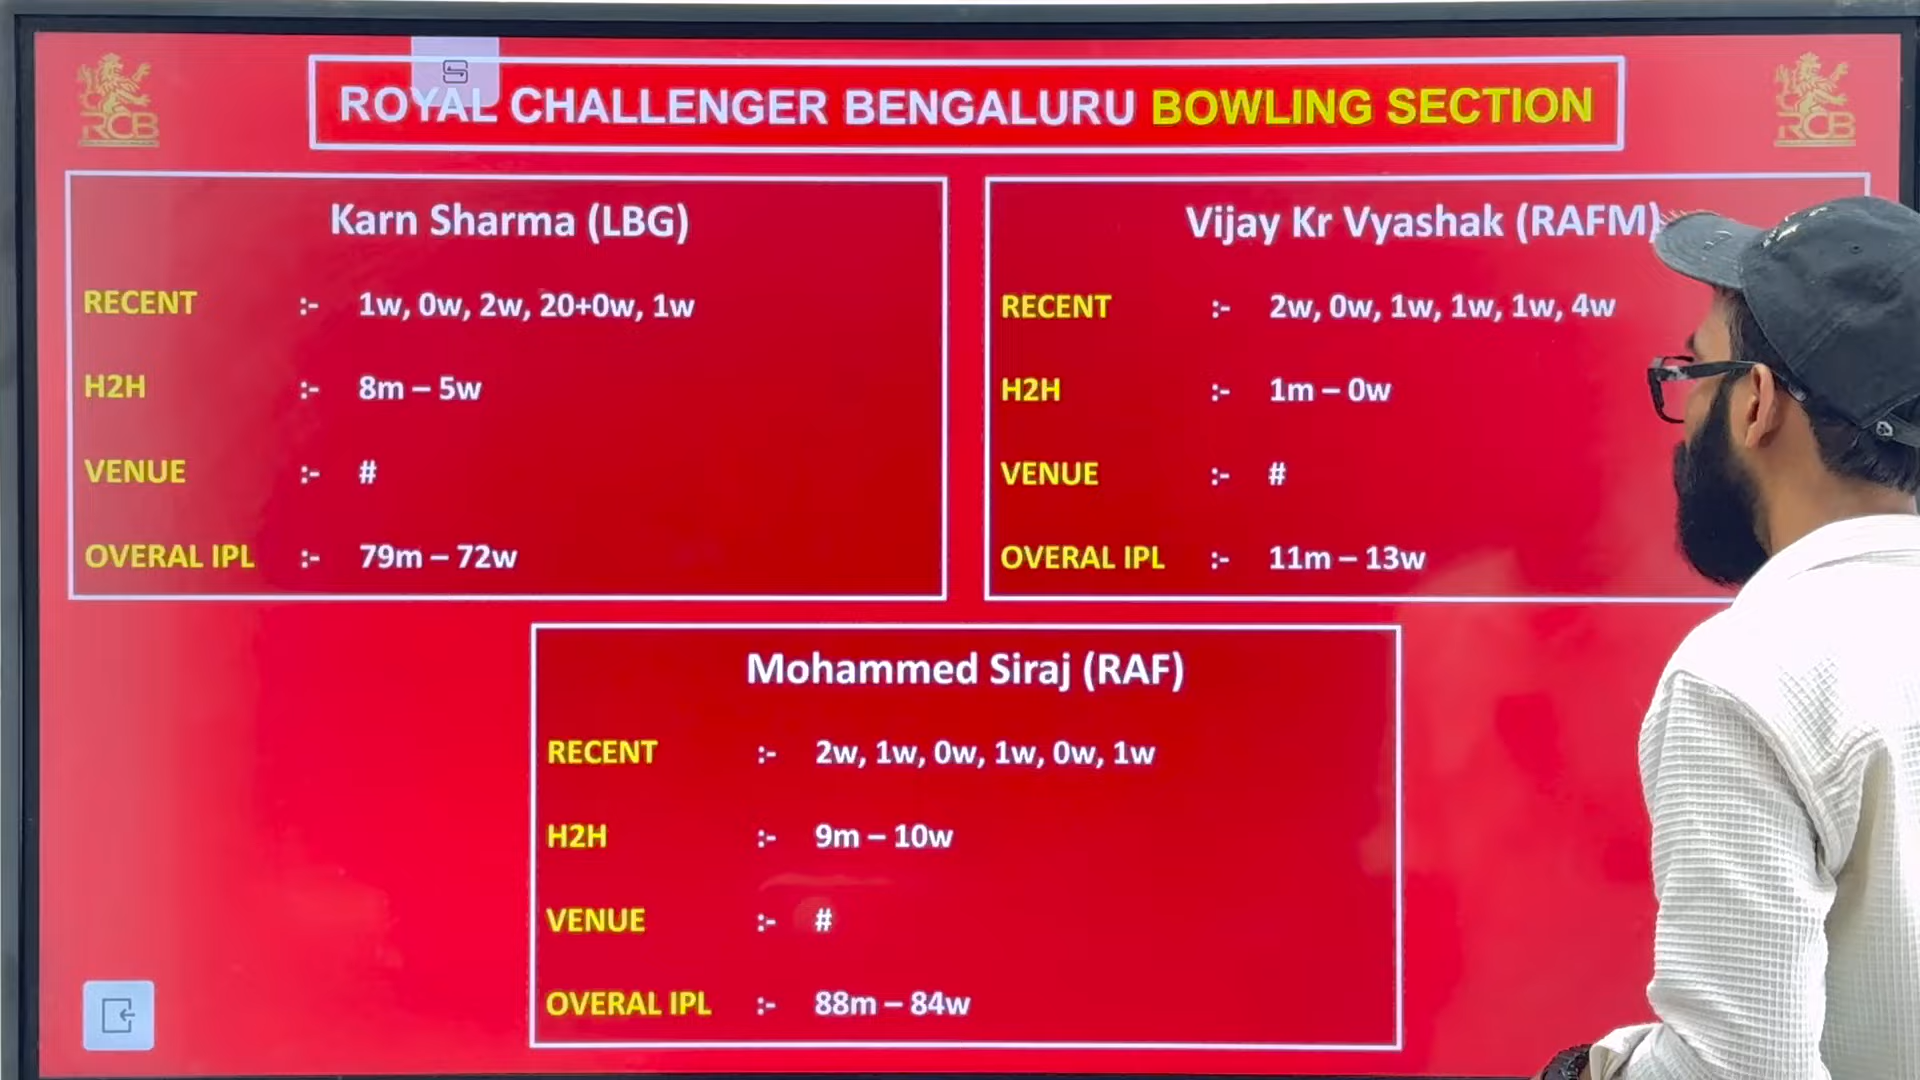 RCB
ROYAL CHALLENGER BENGALURU BOWLING SECTION
RCB
Karn Sharma (LBG)
RECENT :- 1w, 0w, 2w, 20+0w, 1w
H2H :- 8m – 5w
VENUE :- #
OVERAL IPL :- 79m – 72w
Vijay Kr Vyashak (RAFM)
RECENT :- 2w, 0w, 1w, 1w, 1w, 4w
H2H :- 1m – 0w
VENUE :- #
OVERAL IPL :- 11m – 13w
Mohammed Siraj (RAF)
RECENT :- 2w, 1w, 0w, 1w, 0w, 1w
H2H :- 9m – 10w
VENUE :- #
OVERAL IPL :- 88m – 84w